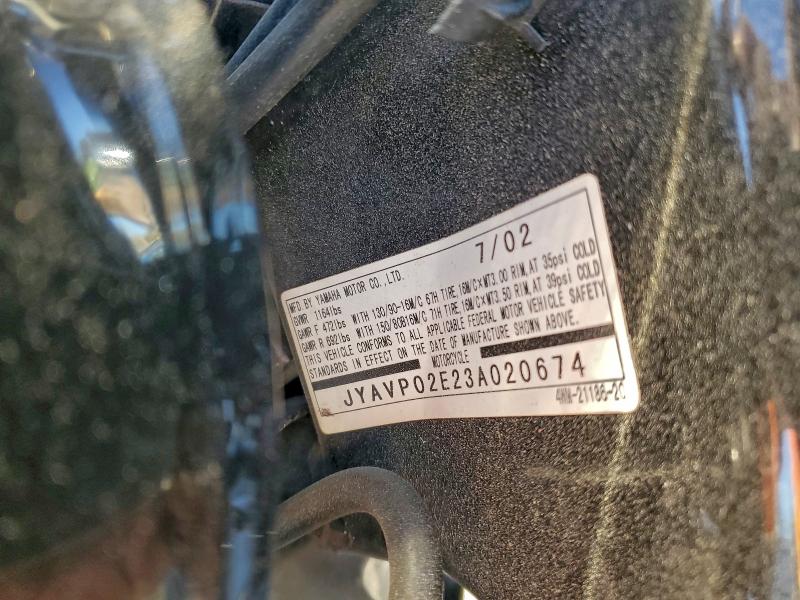 7/02
MFD. BY YAMAHA MOTOR CO., LTD.
GVWR 1164lbs
GAWR F 472lbs WITH 130/90-16M/C 67H TIRE, 16M/C×MT3.00 RIM, AT 35psi COLD
GAWR R 692lbs WITH 150/80B16M/C 71H TIRE, 16M/C×MT3.50 RIM, AT 39psi COLD
THIS VEHICLE CONFORMS TO ALL APPLICABLE FEDERAL MOTOR VEHICLE SAFETY
STANDARDS IN EFFECT ON THE DATE OF MANUFACTURE SHOWN ABOVE.
MOTORCYCLE
JYAVP02E23A020674